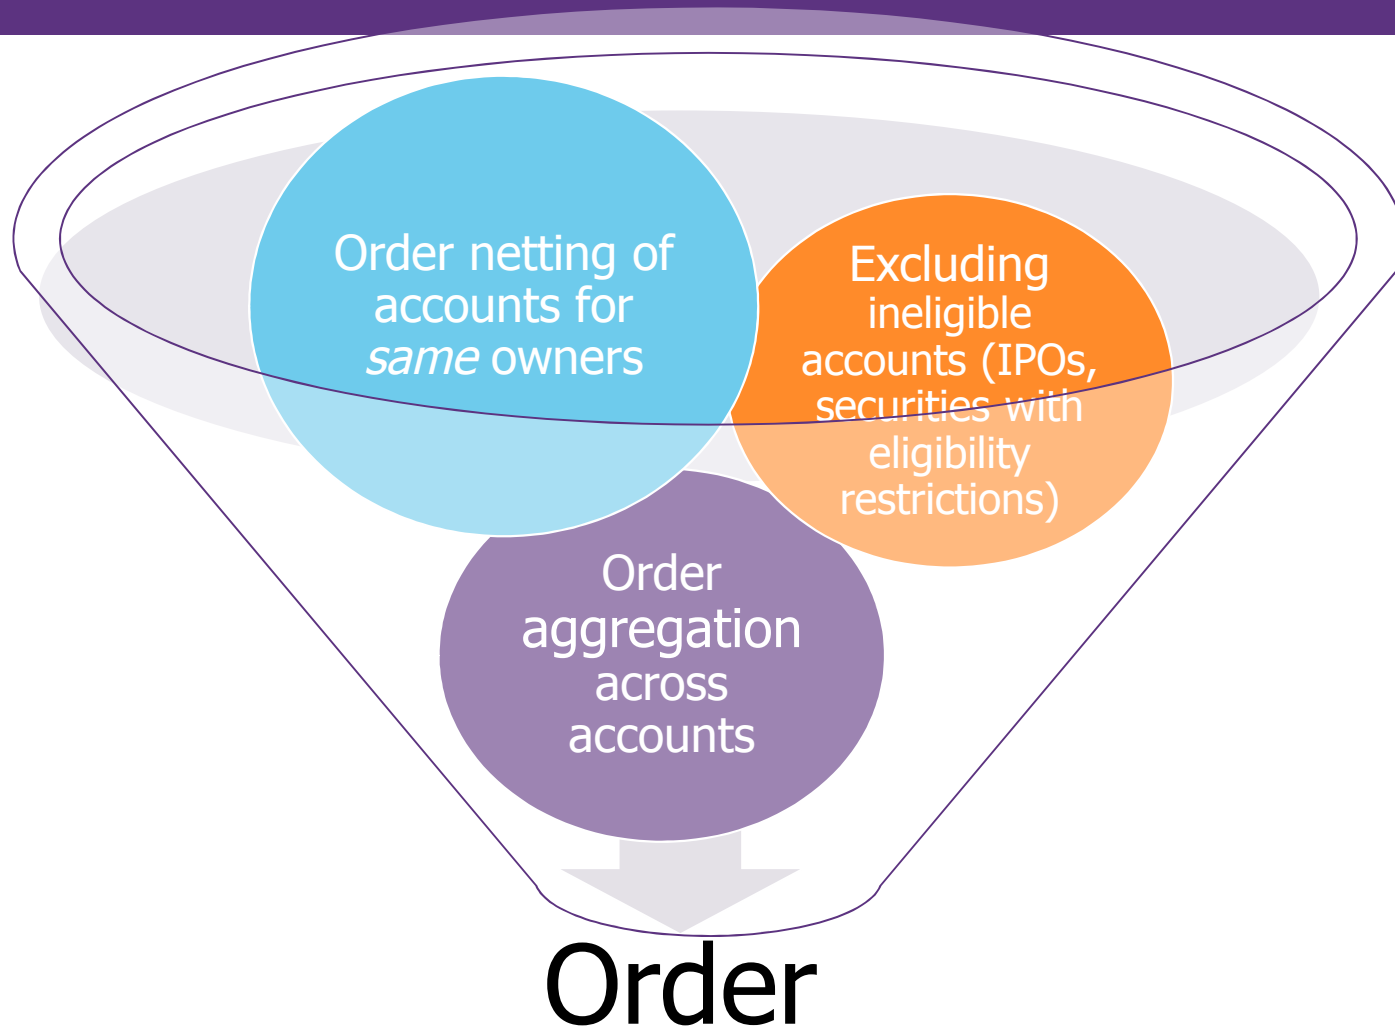 Order netting of
accounts for
same owners
Excluding
ineligible
accounts (IPOs,
securities with
eligibility
restrictions)
Order
aggregation
across
accounts
Order